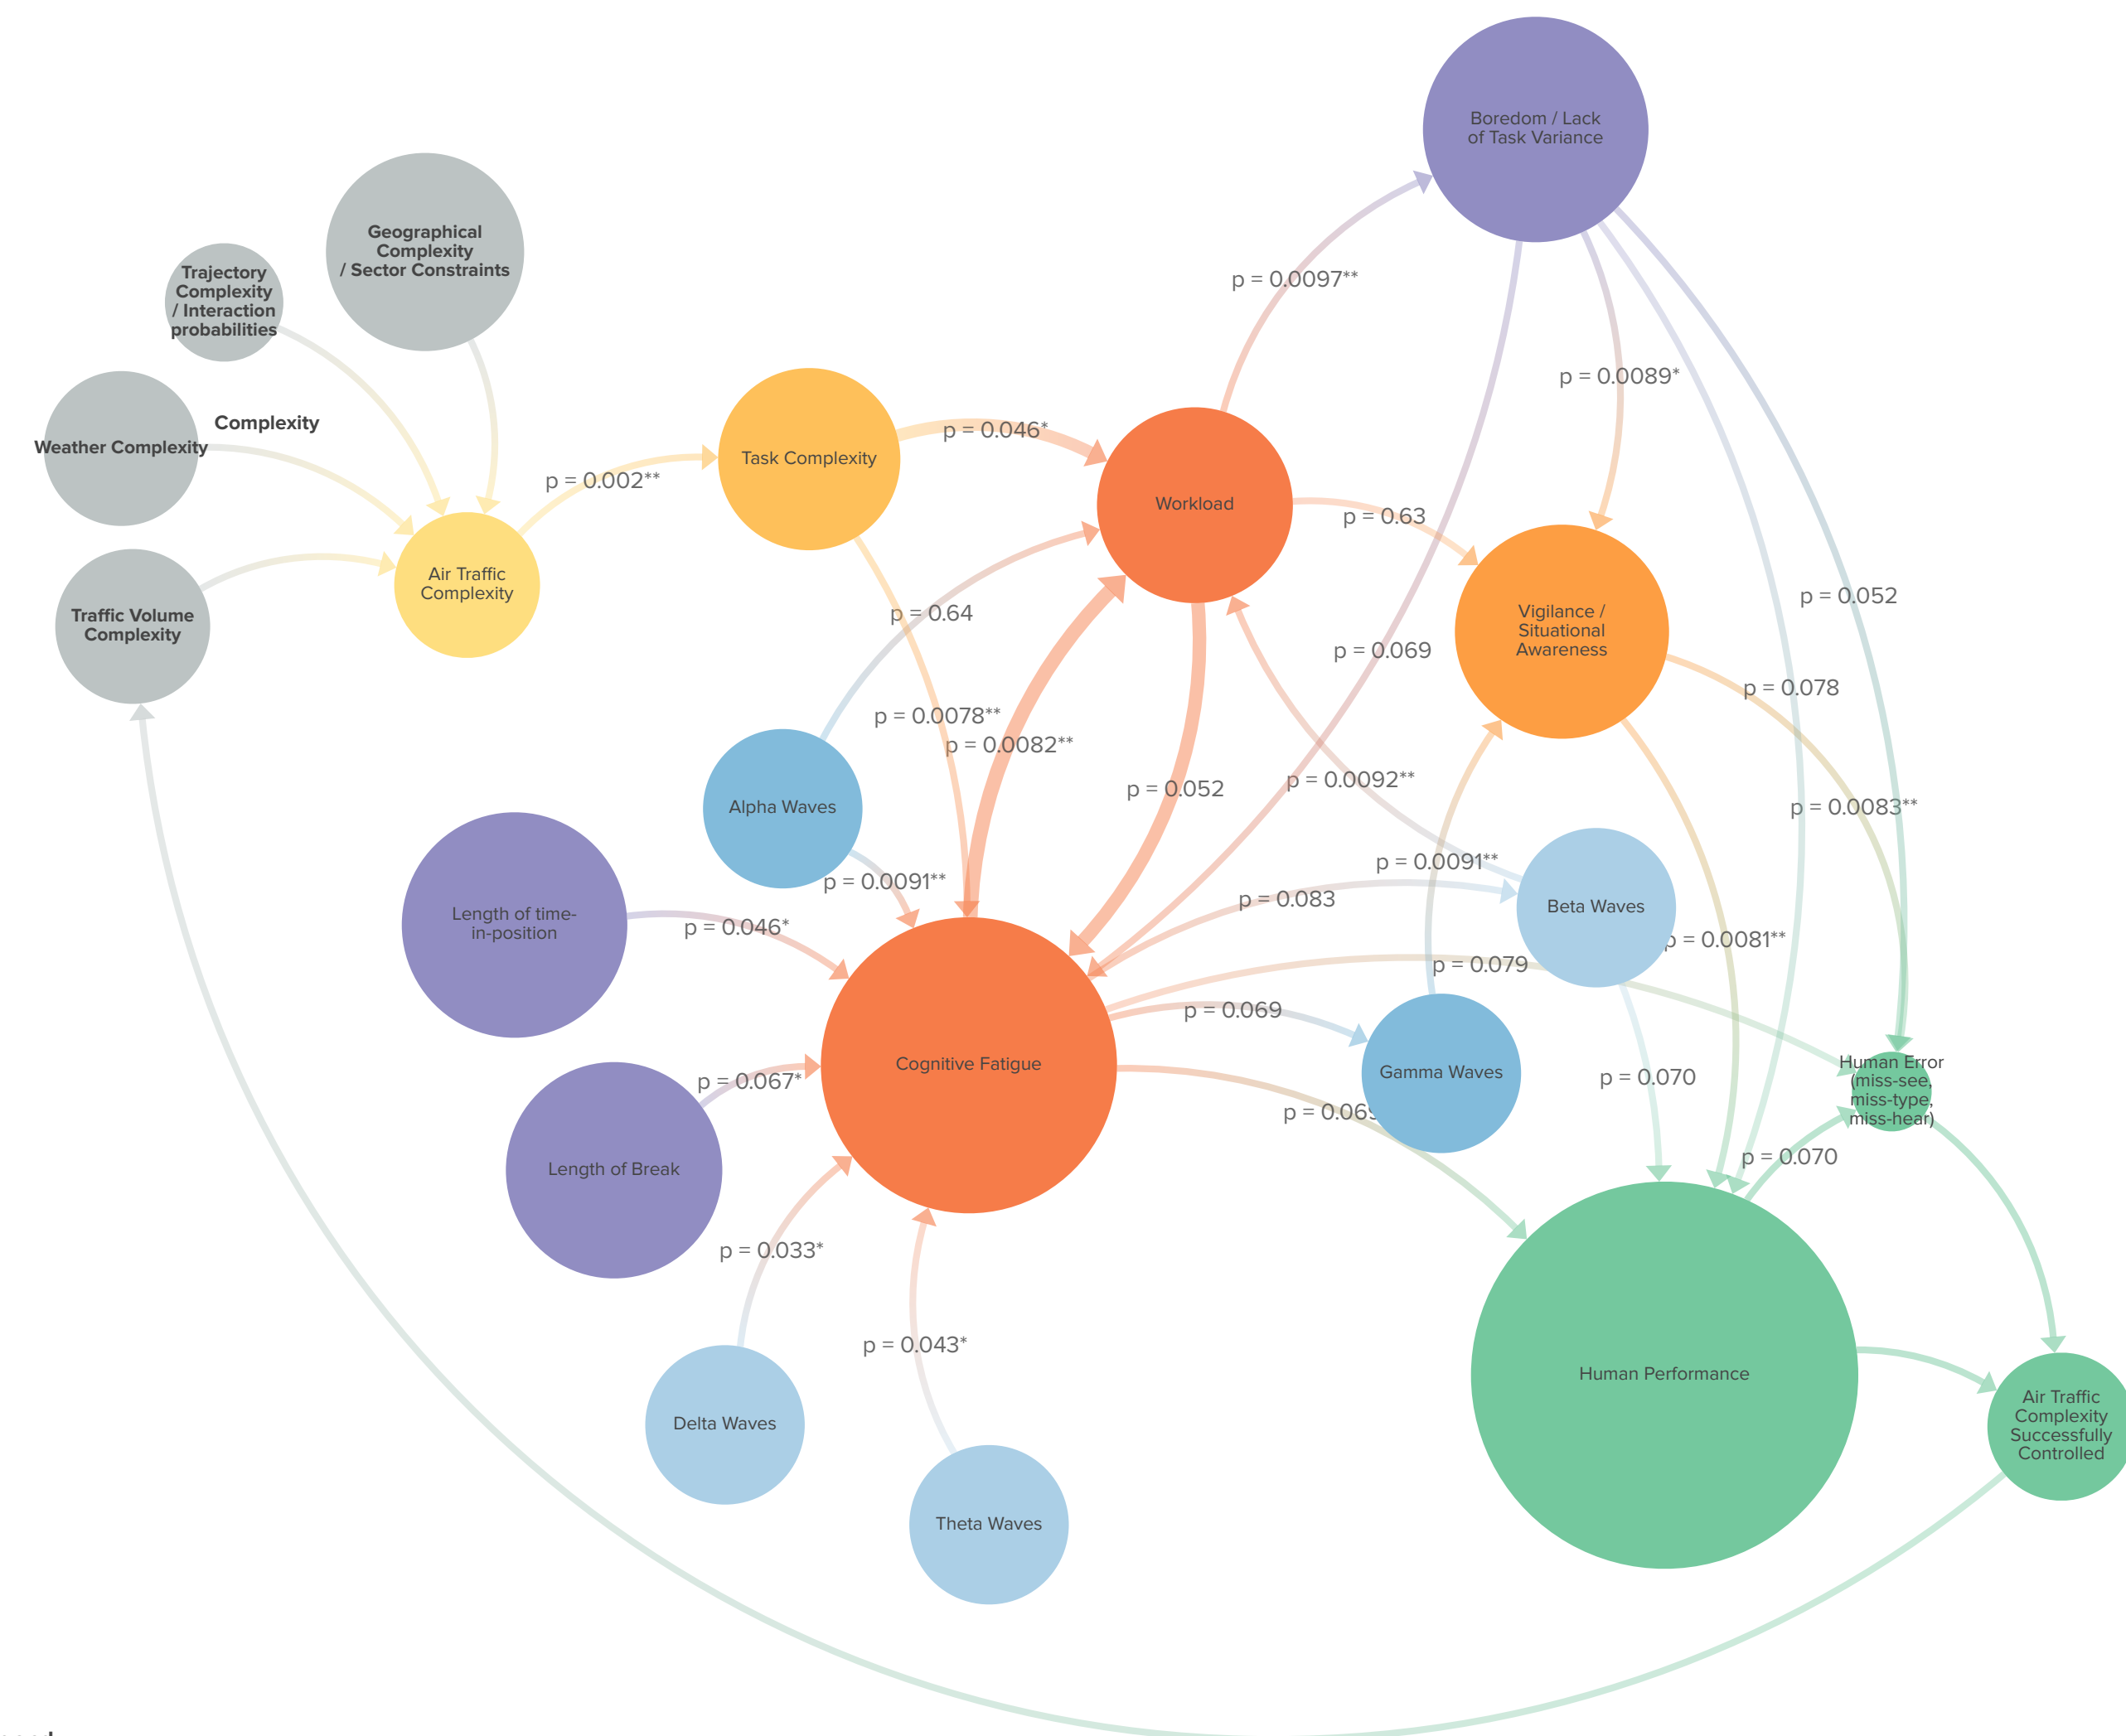 Boredom / Lack
of Task Variance
Geographical
Complexity
/ Sector Constraints
Trajectory
Complexity
/ Interaction
probabilities
p = 0.0097**
p = 0.0089*
Complexity
Weather Complexity
p = 0.046*
Task Complexity
p = 0.002**
Workload
p = 0.63
Air Traffic
Complexity
p = 0.052
Traffic Volume
Complexity
p = 0.64
Vigilance /
Situational
Awareness
p = 0.069
p = 0.078
p = 0.0078**
p = 0.0082**
p = 0.052
p = 0.0092**
Alpha Waves
p = 0.0083**
p = 0.0091**
p = 0.0091**
p = 0.083
Beta Waves
Length of time-
in-position
p = 0.046*
p = 0.0081**
p = 0.079
p = 0.069
Cognitive Fatigue
Gamma Waves
Human Error
(miss-see,
miss-type,
miss-hear)
p = 0.067*
p = 0.070
p = 0.069
p = 0.070
Length of Break
p = 0.033*
p = 0.043*
Human Performance
Delta Waves
Air Traffic
Complexity
Successfully
Controlled
Theta Waves